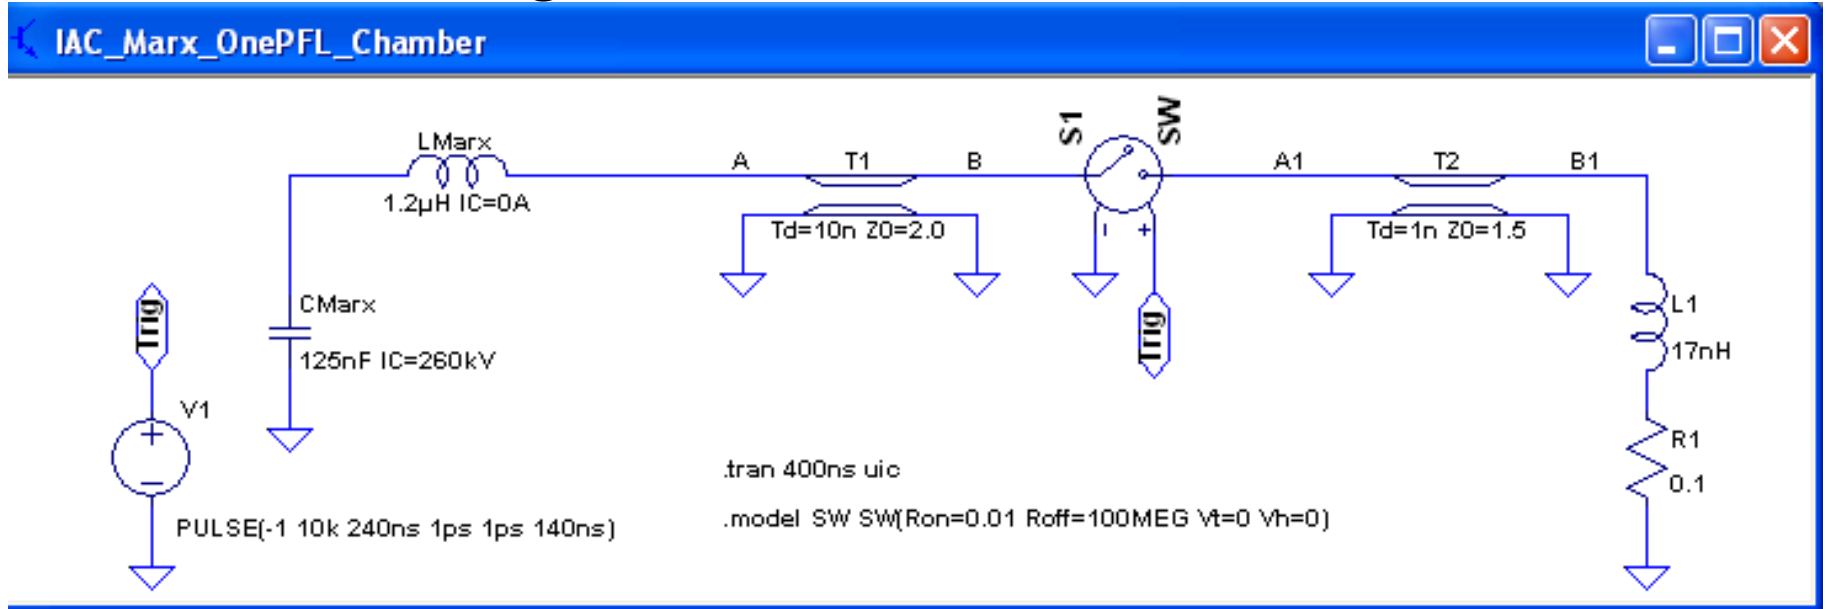 IAC_Marx_OnePFL_Chamber
LMarx
1.2µH IC=0A
A
T1
B
Td=10n Z0=2.0
S1
SW
- +
Trig
A1
T2
B1
Td=1n Z0=1.5
L1
17nH
R1
0.1
CMarx
125nF IC=260kV
Trig
V1
+
-
PULSE(-1 10k 240ns 1ps 1ps 140ns)
.tran 400ns uic
.model SW SW(Ron=0.01 Roff=100MEG Vt=0 Vh=0)